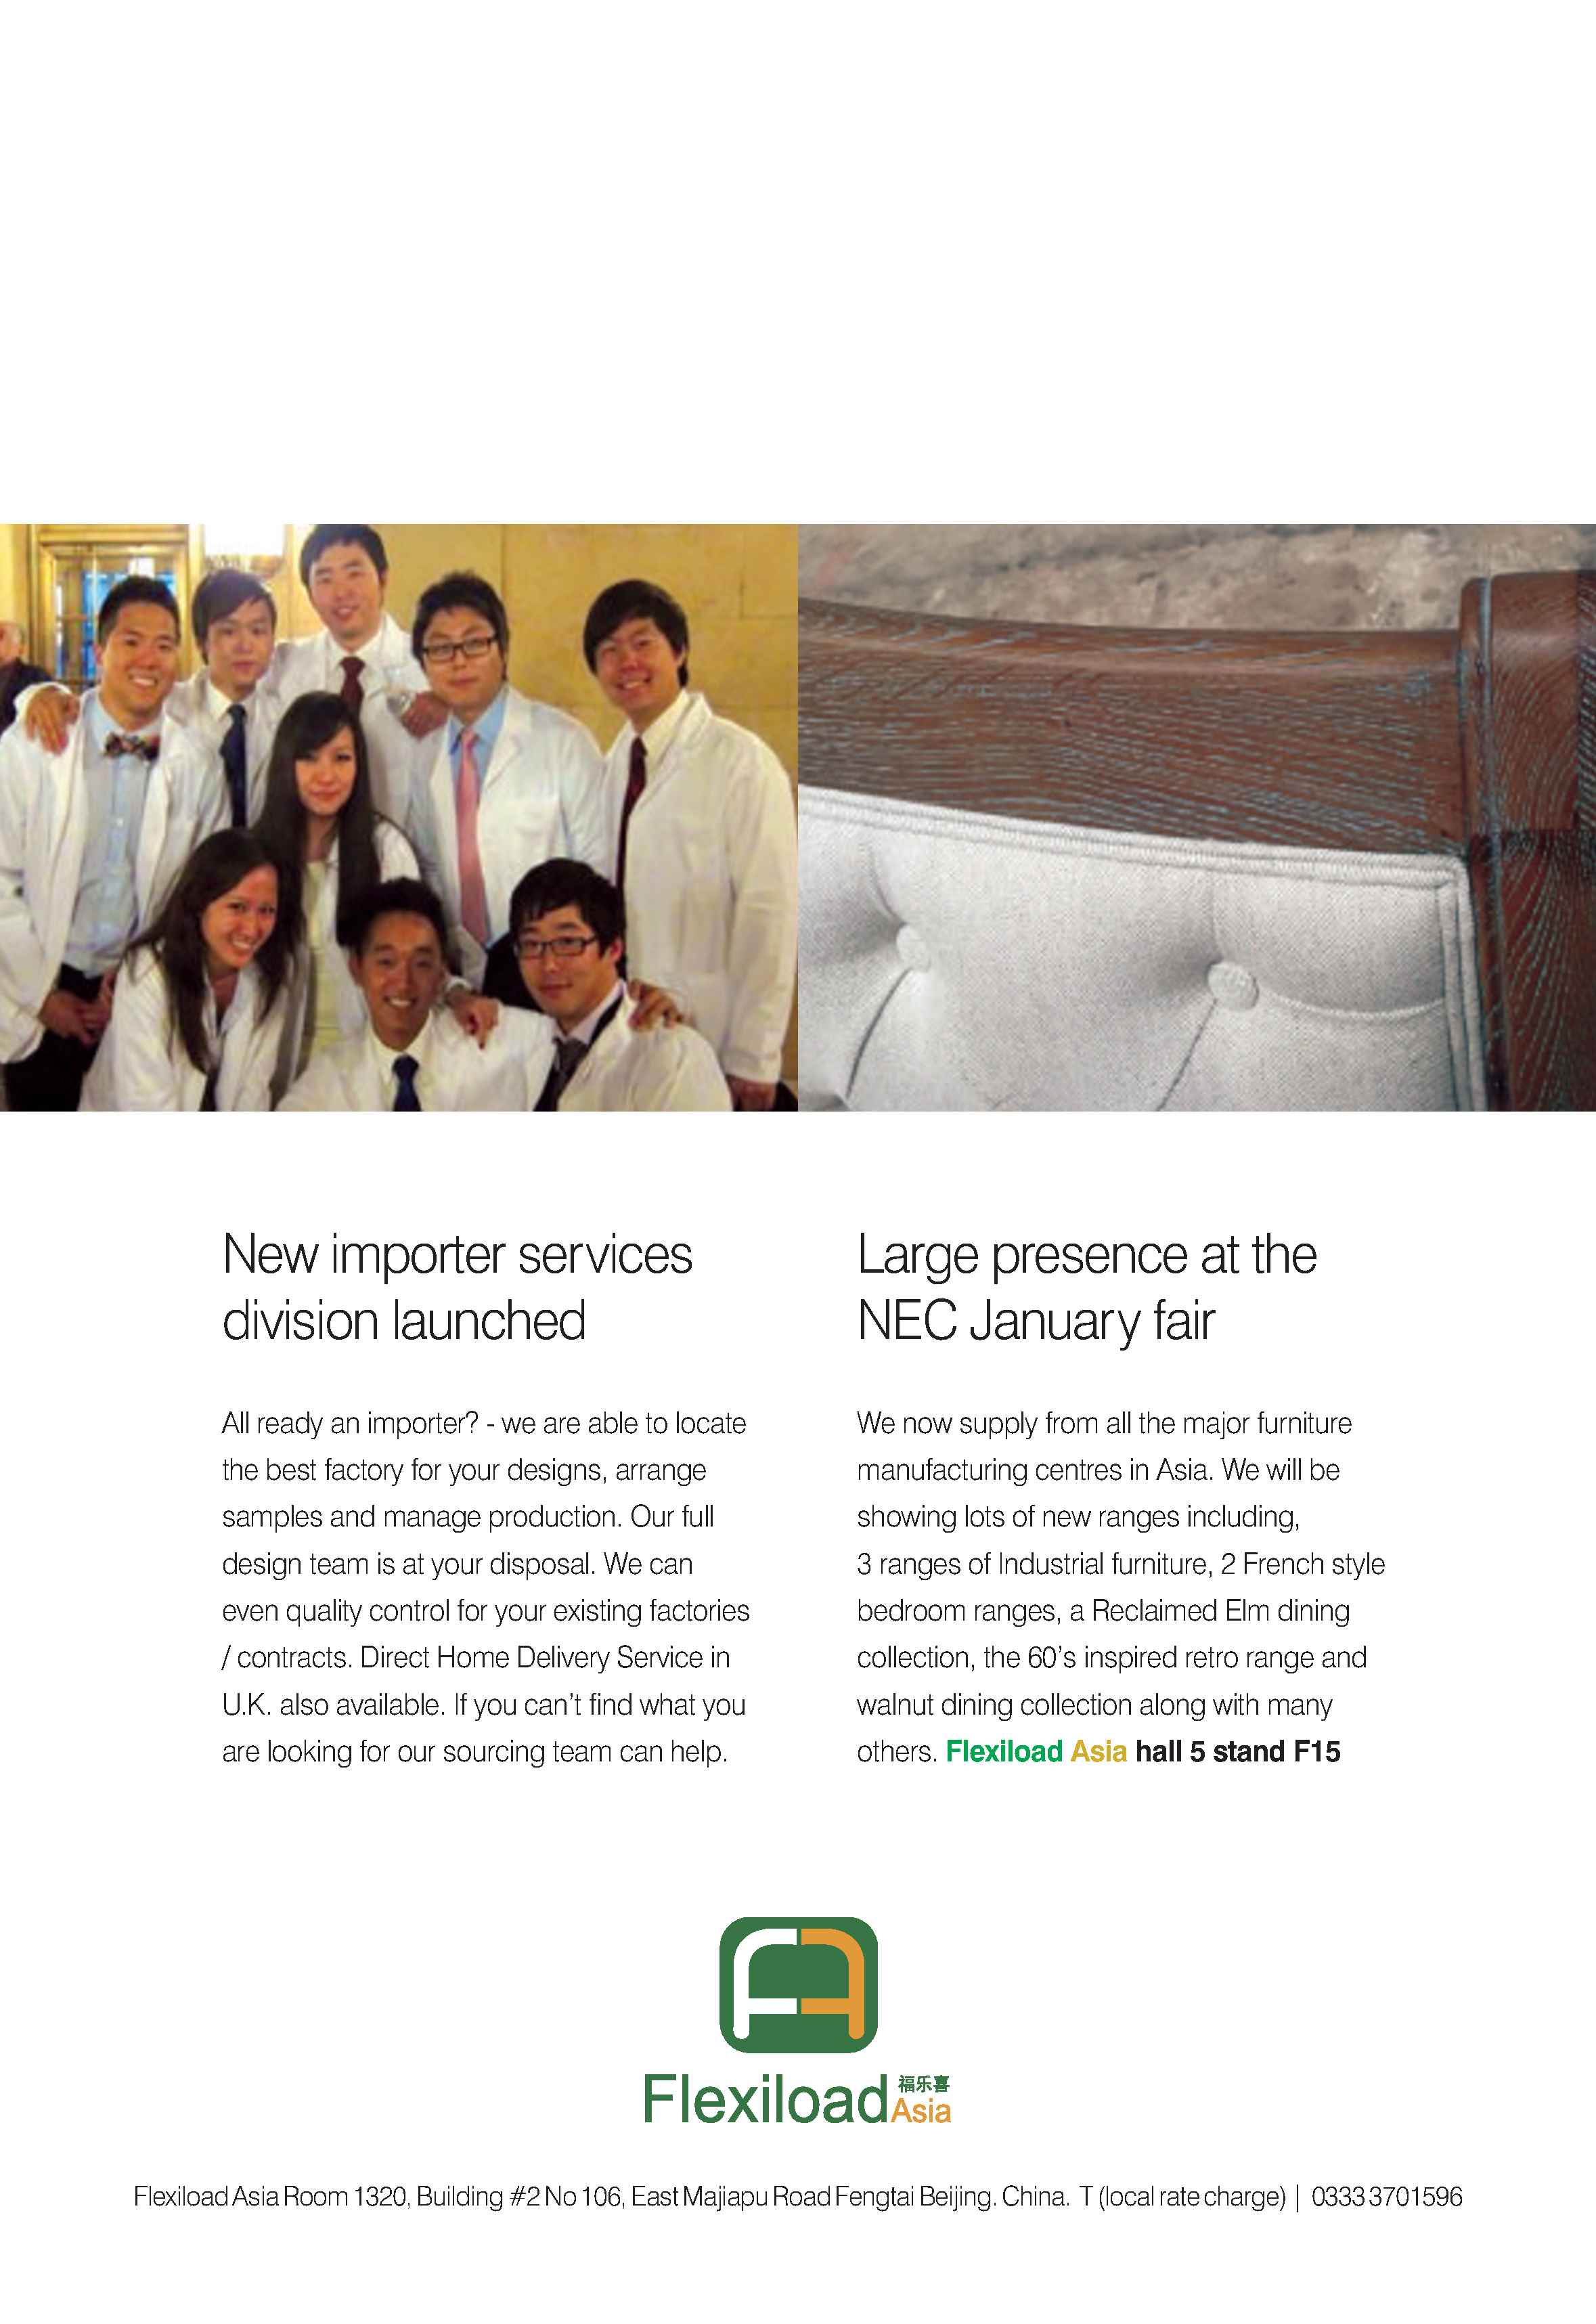 New importer services
division launched
All ready an importer? - we are able to locate
the best factory for your designs, arrange
samples and manage production. Our full
design team is at your disposal. We can
even quality control for your existing factories
/ contracts. Direct Home Delivery Service in
U.K. also available. If you can’t find what you
are looking for our sourcing team can help.
Large presence at the
NEC January fair
We now supply from all the major furniture
manufacturing centres in Asia. We will be
showing lots of new ranges including,
3 ranges of Industrial furniture, 2 French style
bedroom ranges, a Reclaimed Elm dining
collection, the 60’s inspired retro range and
walnut dining collection along with many
others. Flexiload Asia hall 5 stand F15
Flexiload 福乐喜
Asia
Flexiload Asia Room 1320, Building #2 No 106, East Majiapu Road Fengtai Beijing. China. T (local rate charge) | 0333 3701596